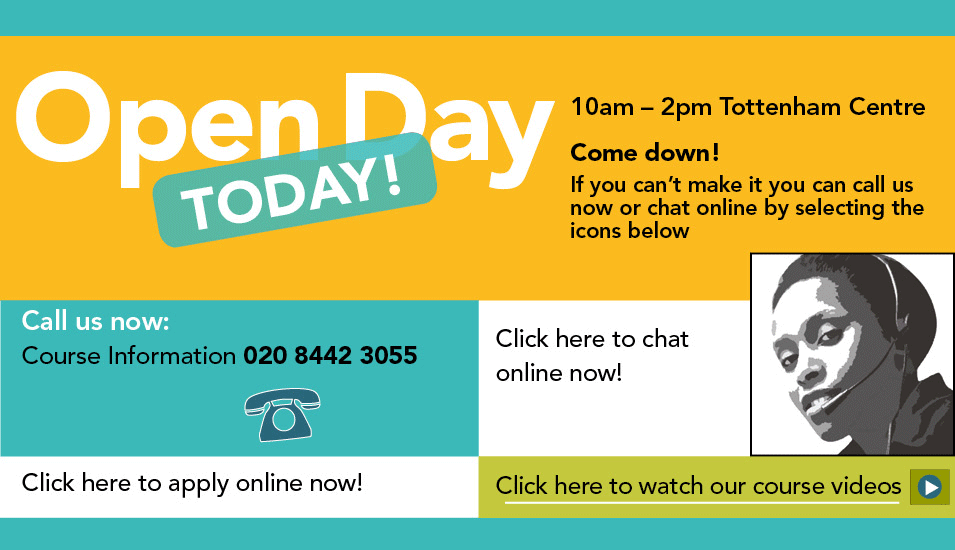 Open Day
TODAY!
10am – 2pm Tottenham Centre
Come down!
If you can’t make it you can call us
now or chat online by selecting the
icons below
Call us now:
Course Information 020 8442 3055
Click here to chat
online now!
Click here to apply online now!
Click here to watch our course videos